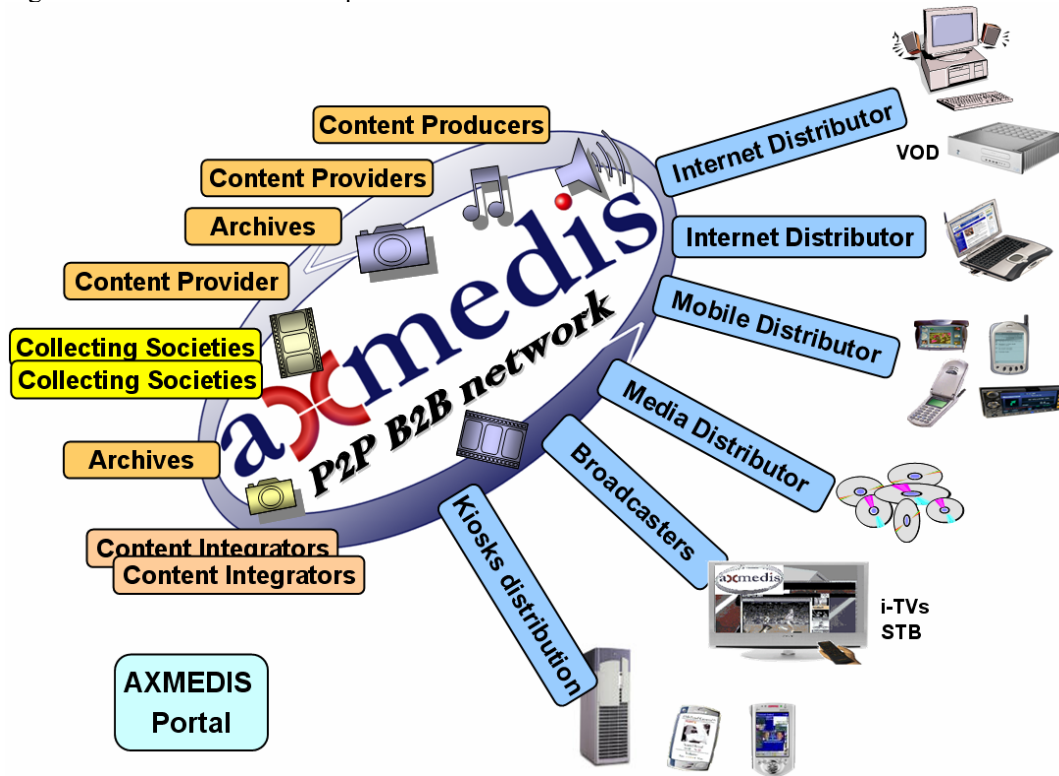 Content Producers
Content Providers
Archives
Content Provider
Collecting Societies
Collecting Societies
Archives
Content Integrators
Content Integrators
AXMEDIS
Portal
axmedis
P2P B2B network
Internet Distributor
VOD
Internet Distributor
Mobile Distributor
Media Distributor
Broadcasters
axmedis
i-TVs
STB
Kiosks distribution